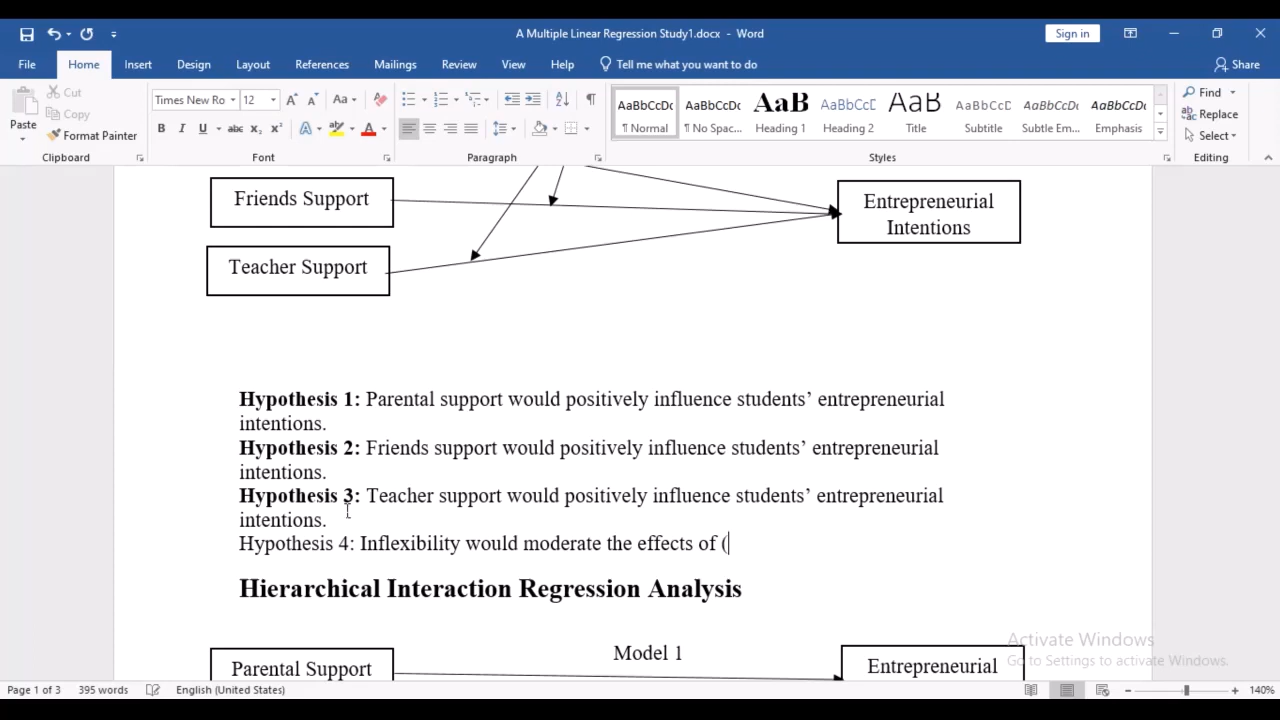 A Multiple Linear Regression Study1.docx - Word
Sign in
File Home Insert Design Layout References Mailings Review View Help Tell me what you want to do Share
Paste
Cut
Copy
Format Painter
Clipboard
Times New Ro 12
Font
Paragraph
AaBbCcDc AaBbCcDc AaB AaBbCcD AaB AaBbCcDc AaBbCcDc AaBbCcDc
¶ Normal ¶ No Spac... Heading 1 Heading 2 Title Subtitle Subtle Em... Emphasis
Styles
Find
Replace
Select
Editing
Friends Support
Teacher Support
Entrepreneurial
Intentions
Hypothesis 1: Parental support would positively influence students’ entrepreneurial
intentions.
Hypothesis 2: Friends support would positively influence students’ entrepreneurial
intentions.
Hypothesis 3: Teacher support would positively influence students’ entrepreneurial
intentions.
Hypothesis 4: Inflexibility would moderate the effects of (
Hierarchical Interaction Regression Analysis
Model 1
Parental Support
Entrepreneurial
Activate Windows
Go to Settings to activate Windows.
Page 1 of 3 395 words English (United States) 140%